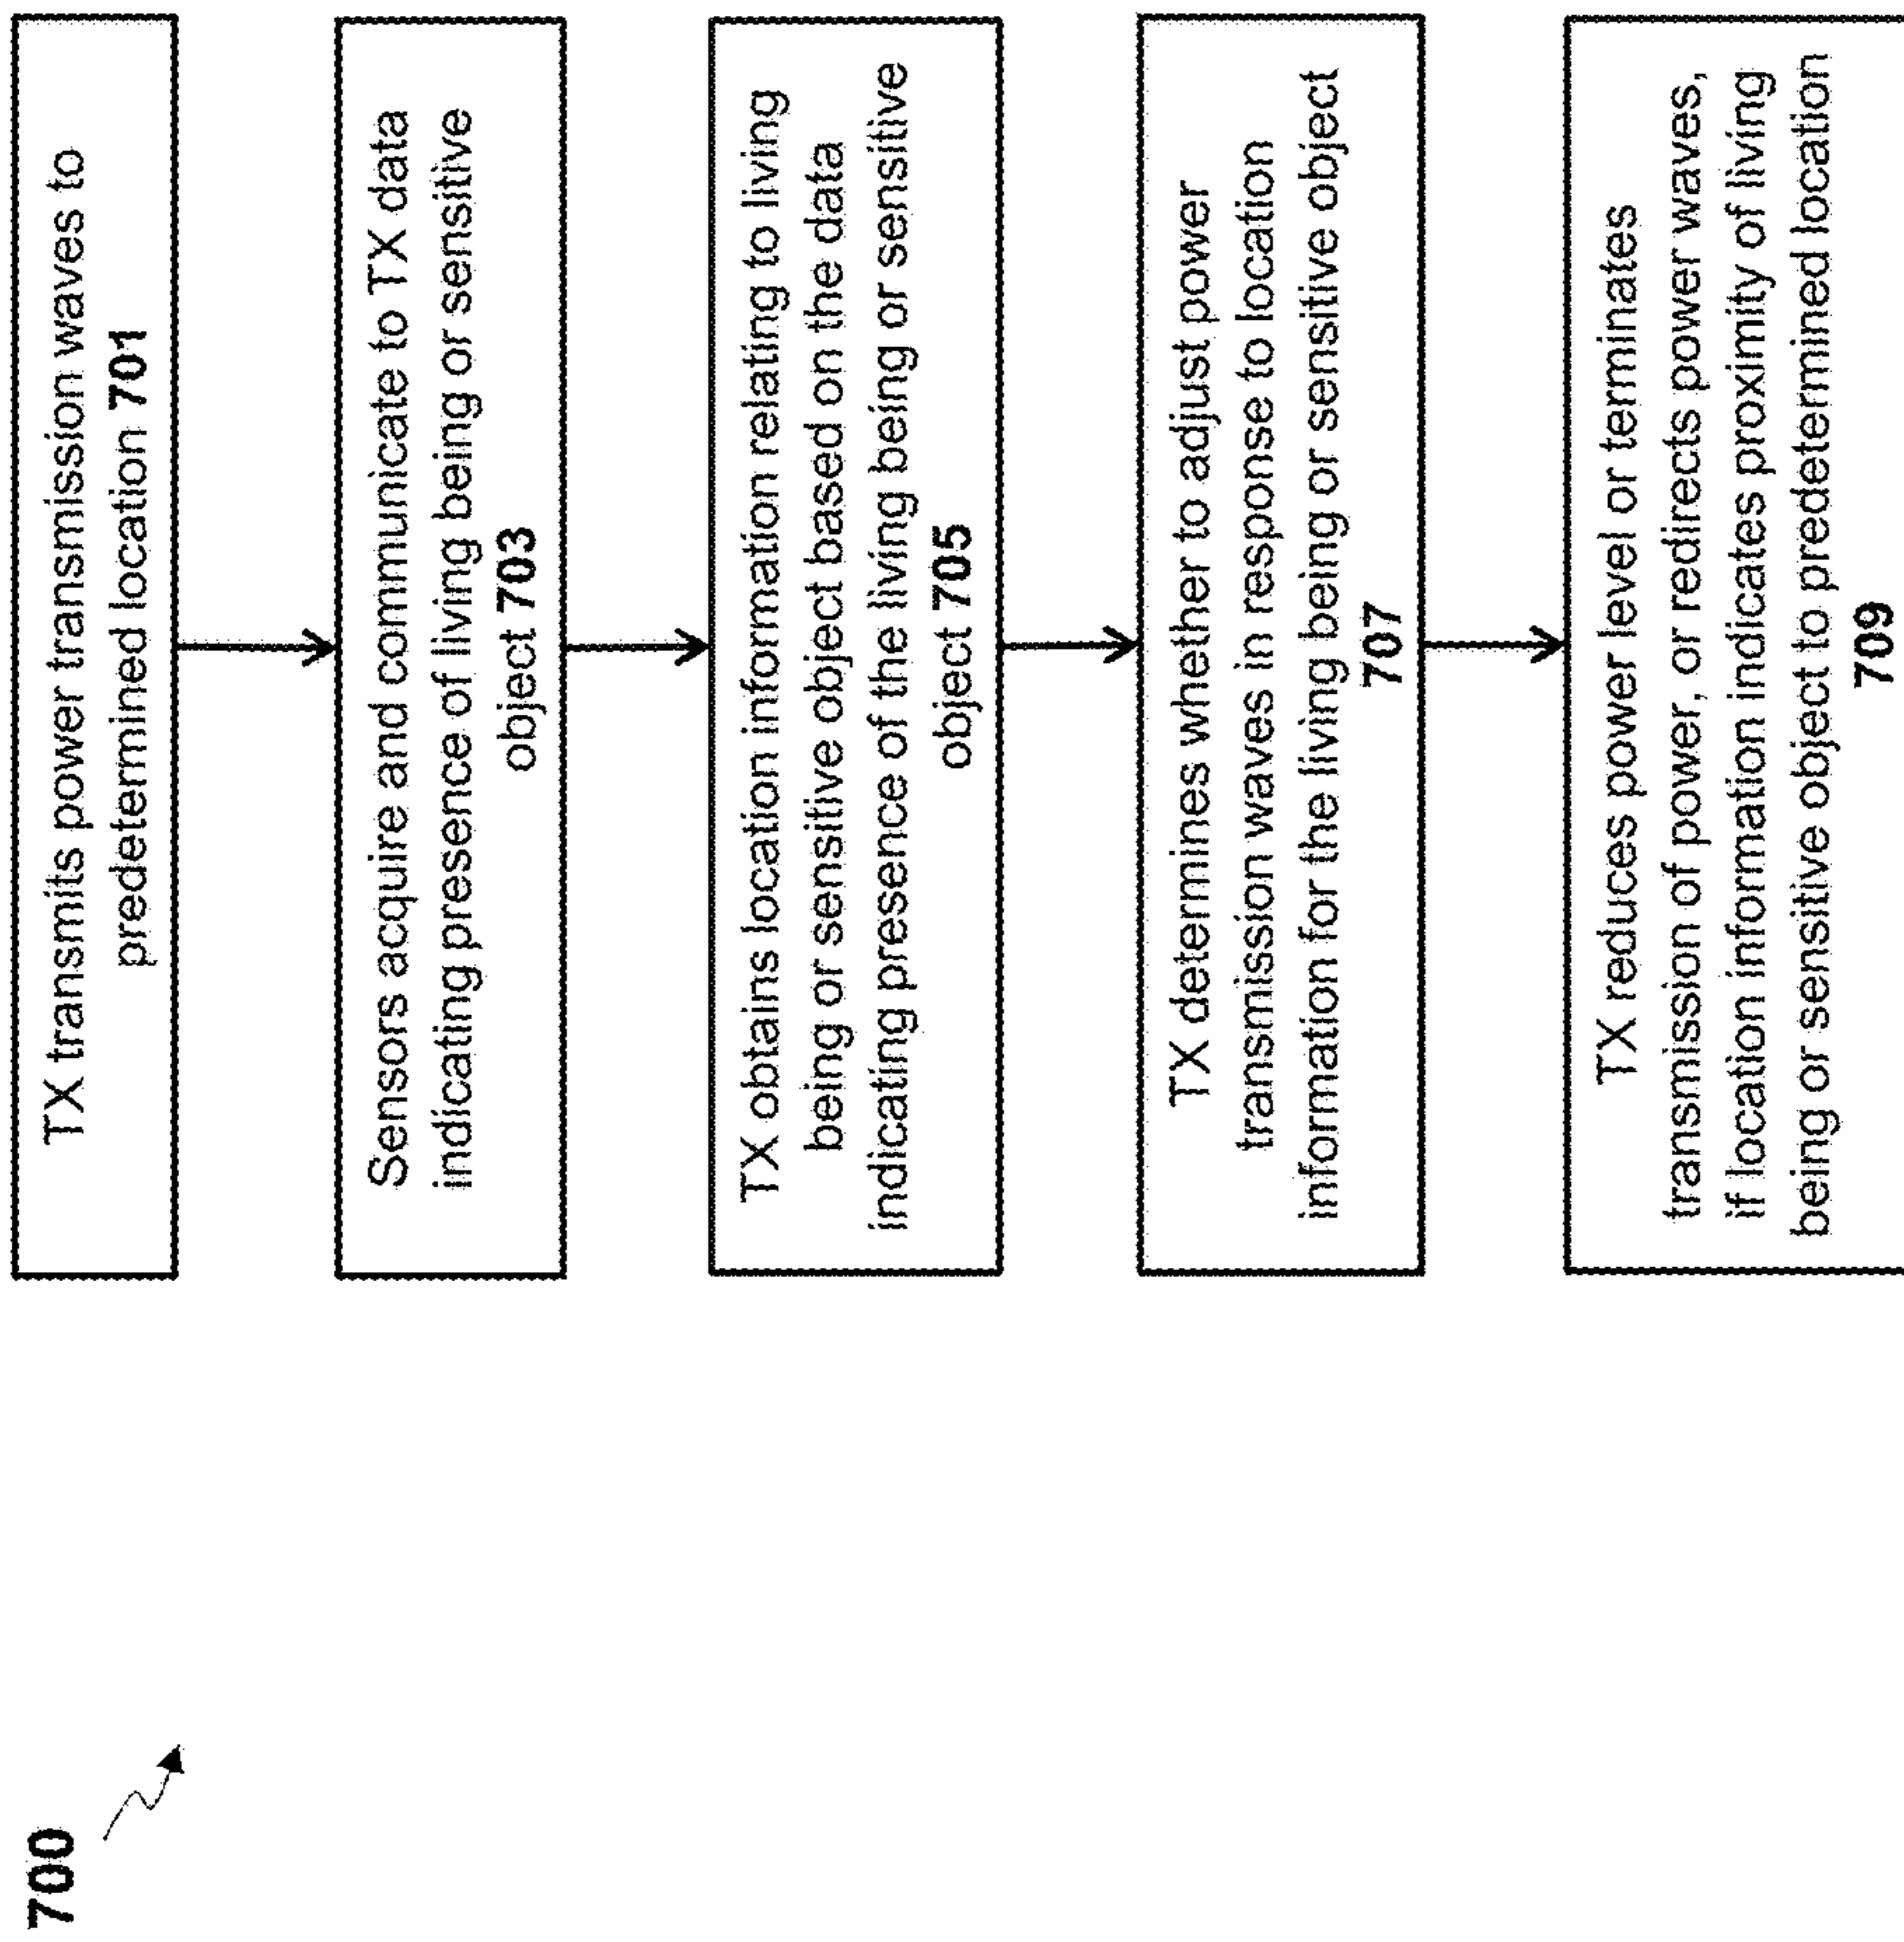 700
TX transmits power transmission waves to
predetermined location 701
Sensors acquire and communicate to TX data
indicating presence of living being or sensitive
object 703
TX obtains location information relating to living
being or sensitive object based on the data
indicating presence of the living being or sensitive
object 705
TX determines whether to adjust power
transmission waves in response to location
information for the living being or sensitive object
707
TX reduces power level or terminates
transmission of power, or redirects power waves,
if location information indicates proximity of living
being or sensitive object to predetermined location
709